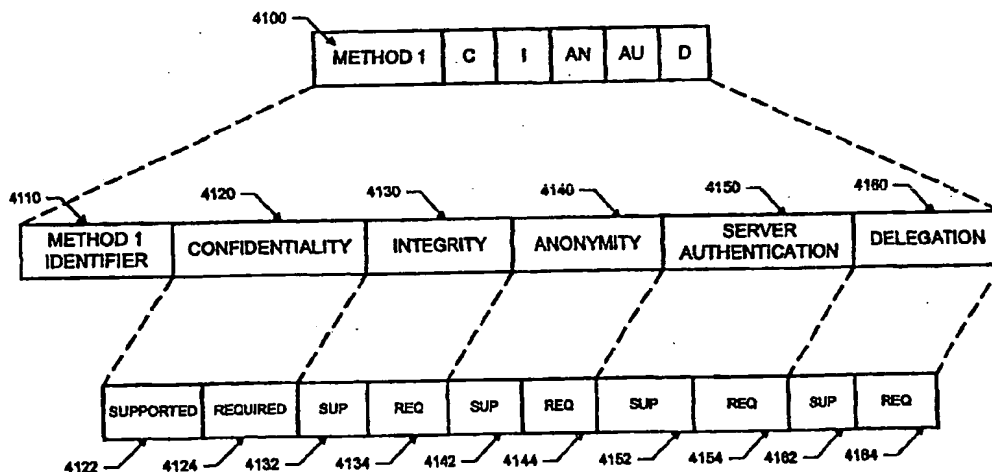 4100
METHOD 1 C I AN AU D
4110 4120 4130 4140 4150 4160
METHOD 1 IDENTIFIER CONFIDENTIALITY INTEGRITY ANONYMITY SERVER AUTHENTICATION DELEGATION
SUPPORTED REQUIRED SUP REQ SUP REQ SUP REQ SUP REQ
4122 4124 4132 4134 4142 4144 4152 4154 4162 4164